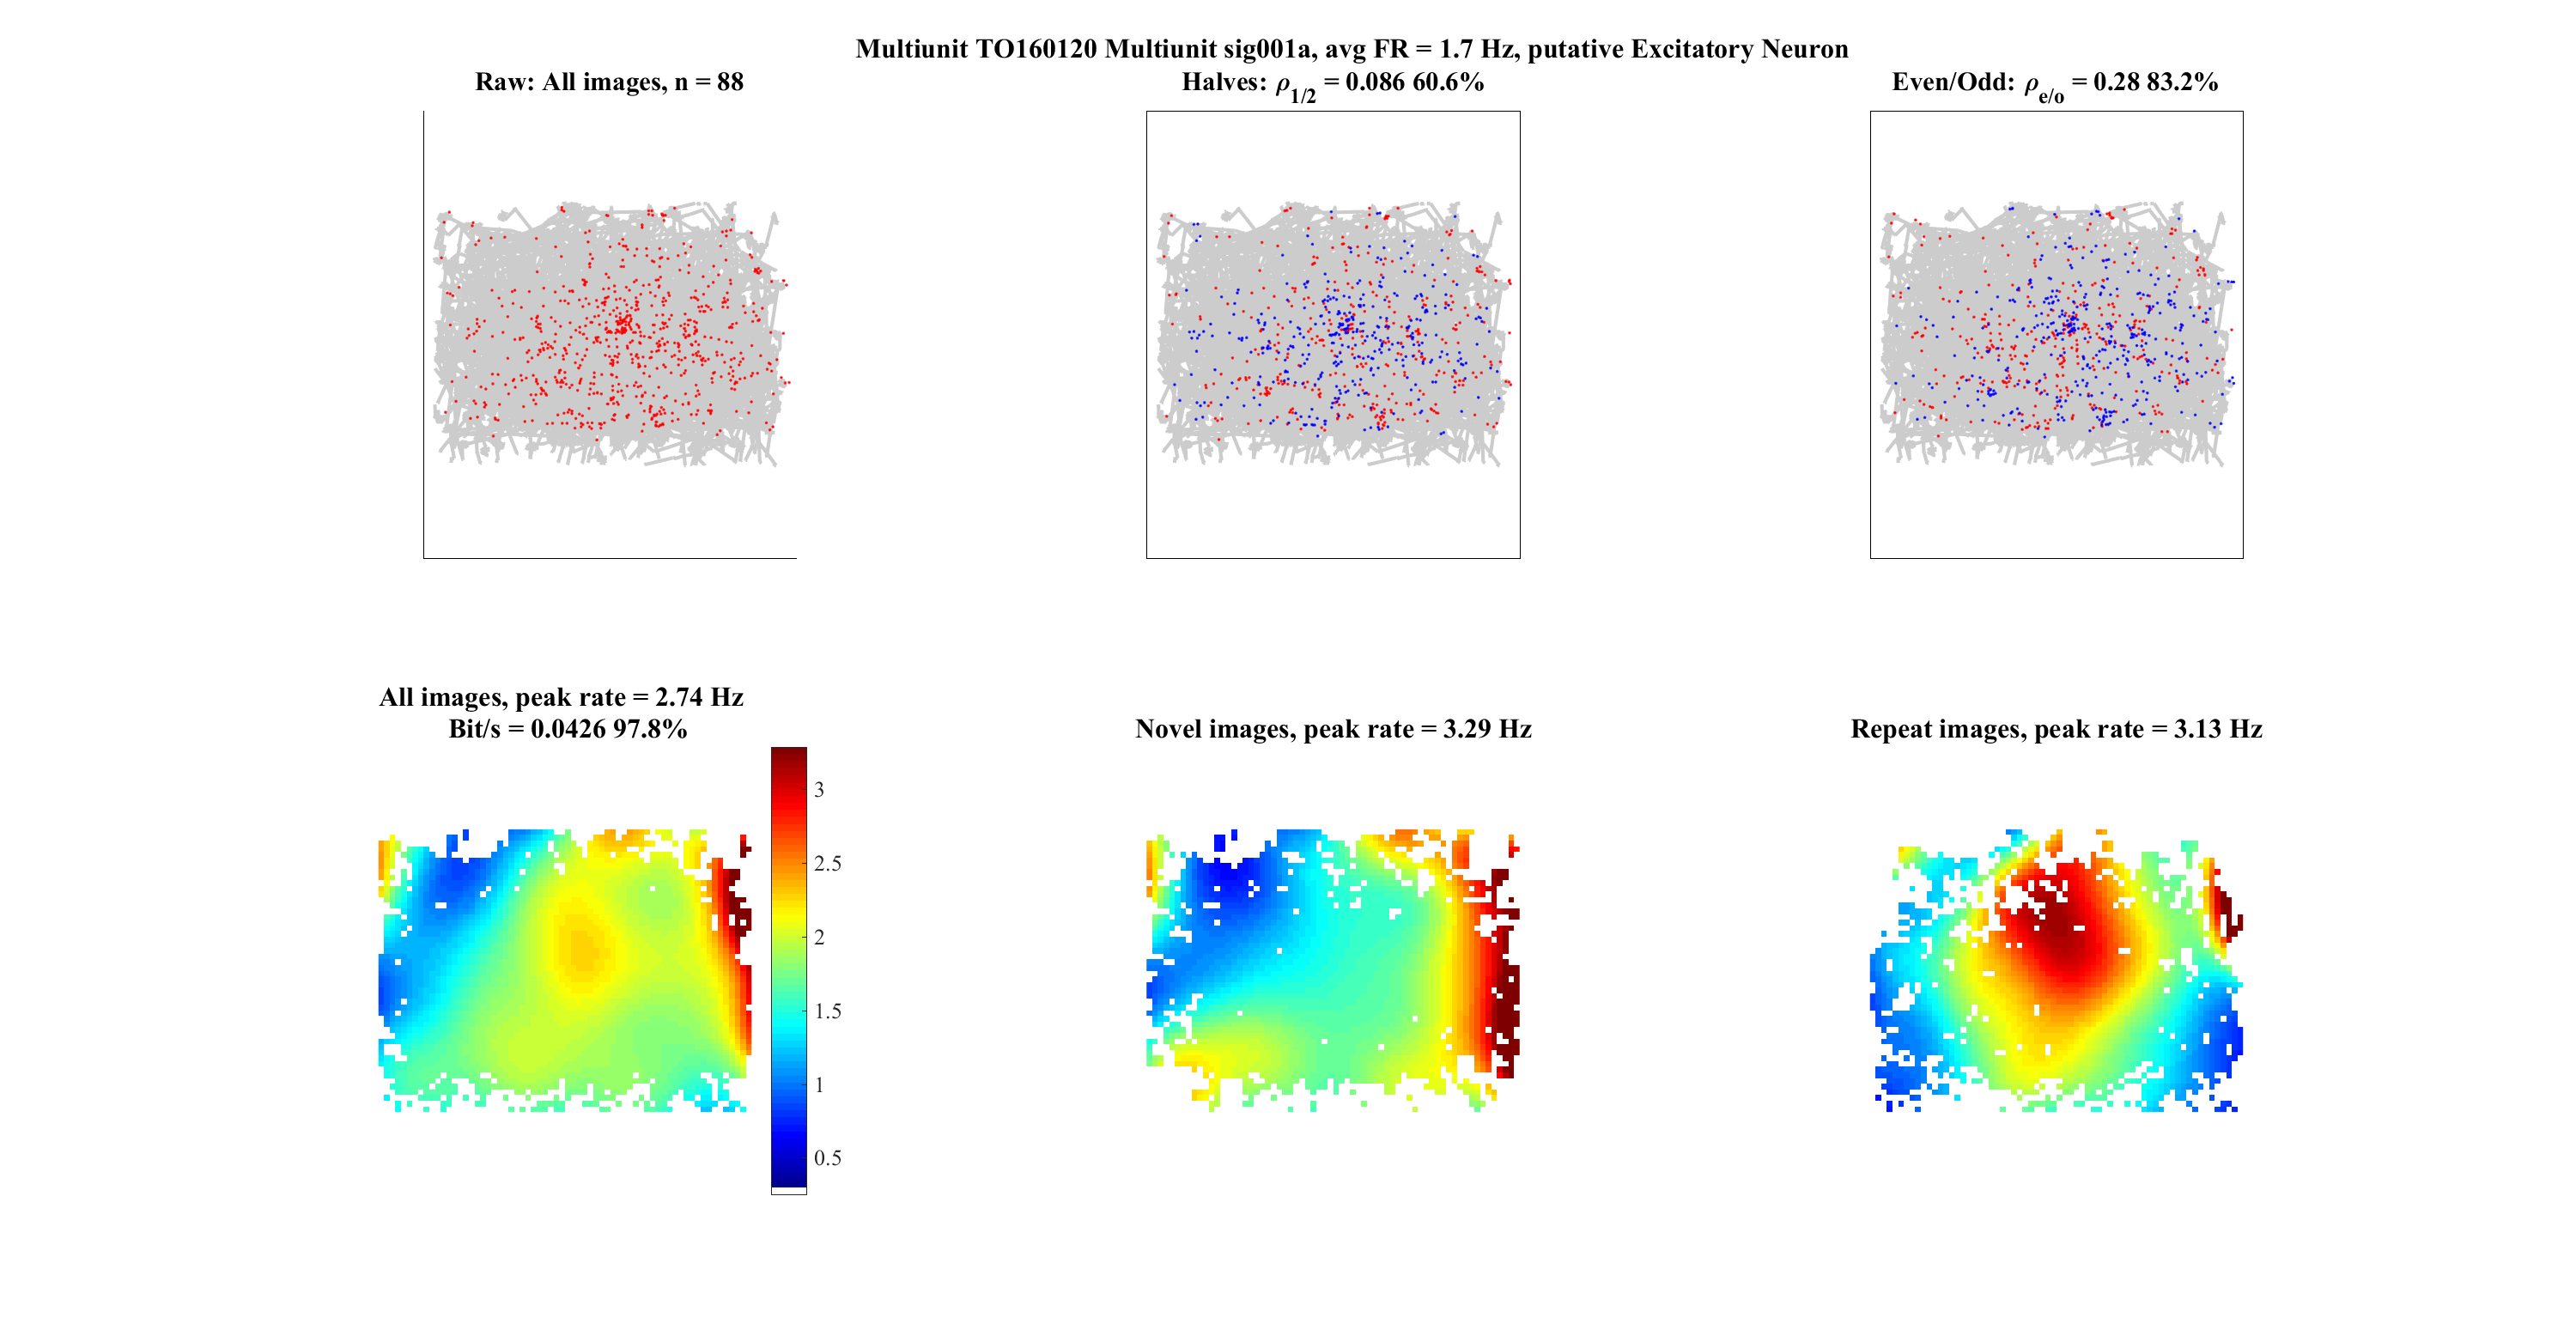 Multiunit TO160120 Multiunit sig001a, avg FR = 1.7 Hz, putative Excitatory Neuron
Raw: All images, n = 88
Halves: ρ1/2 = 0.086 60.6%
Even/Odd: ρe/o = 0.28 83.2%
All images, peak rate = 2.74 Hz
Bit/s = 0.0426 97.8%
Novel images, peak rate = 3.29 Hz
Repeat images, peak rate = 3.13 Hz
3
2.5
2
1.5
1
0.5